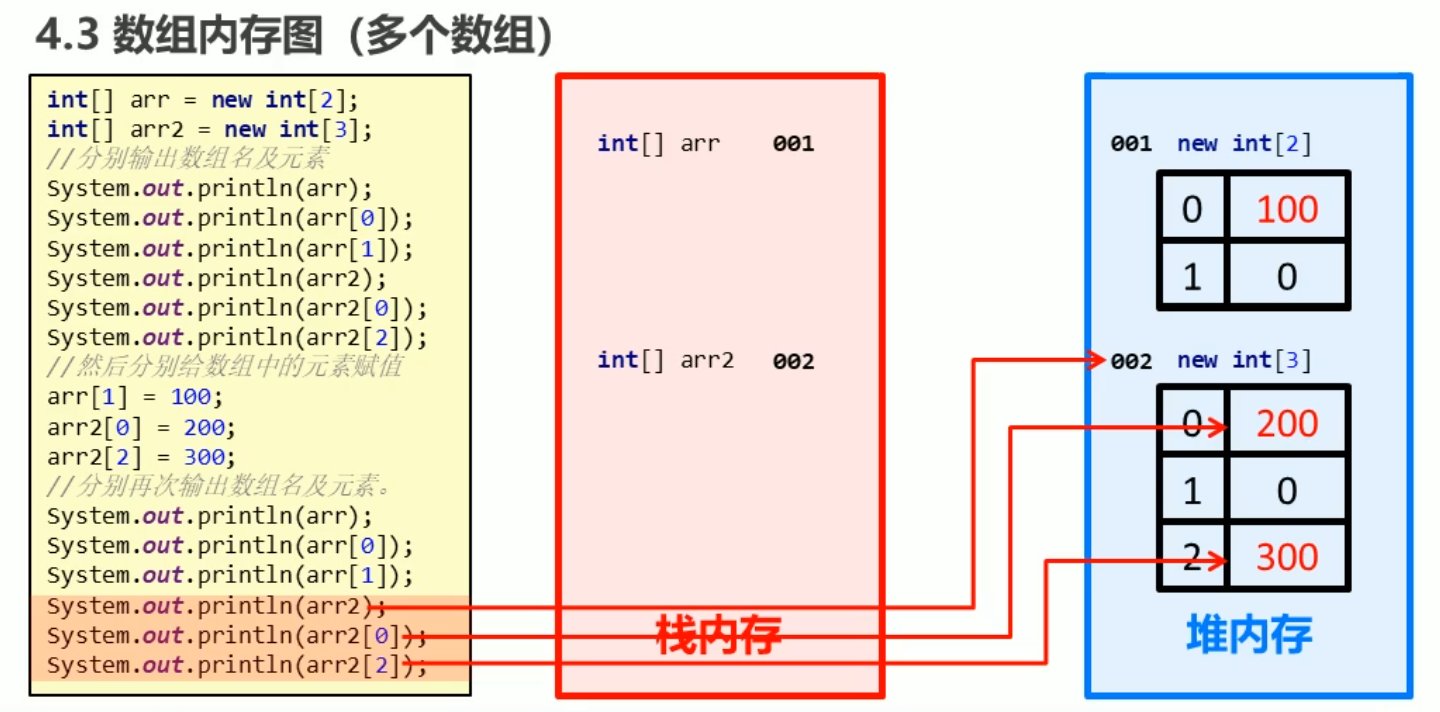 4.3 数组内存图（多个数组）
int[] arr = new int[2];
int[] arr2 = new int[3];
//分别输出数组名及元素
System.out.println(arr);
System.out.println(arr[0]);
System.out.println(arr[1]);
System.out.println(arr2);
System.out.println(arr2[0]);
System.out.println(arr2[2]);
//然后分别给数组中的元素赋值
arr[1] = 100;
arr2[0] = 200;
arr2[2] = 300;
//分别再次输出数组名及元素。
System.out.println(arr);
System.out.println(arr[0]);
System.out.println(arr[1]);
System.out.println(arr2);
System.out.println(arr2[0]);
System.out.println(arr2[2]);
int[] arr 001
int[] arr2 002
栈内存
001 new int[2]
0 100
1 0
002 new int[3]
0 200
1 0
2 300
堆内存